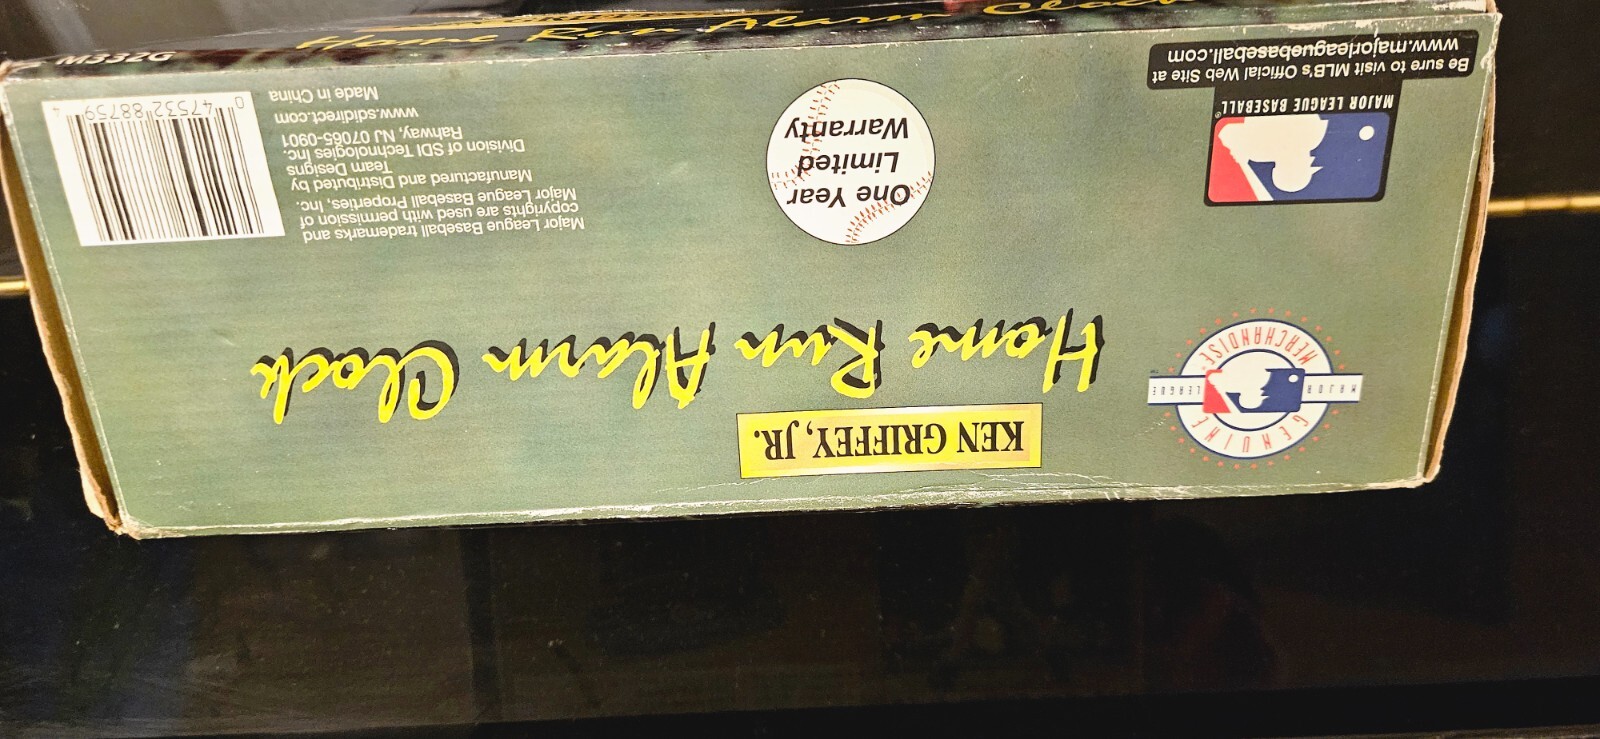 KEN GRIFFEY, JR.
Home Run Alarm Clock
GENUINE
MAJOR LEAGUE
MERCHANDISE
TM
One Year
Limited
Warranty
Major League Baseball trademarks and
copyrights are used with permission of
Major League Baseball Properties, Inc.
Manufactured and Distributed by
Team Designs
Division of SDI Technologies Inc.
Rahway, NJ 07065-0901
www.sdidirect.com
Made in China
0 47532 88759 4
MAJOR LEAGUE BASEBALL®
Be sure to visit MLB's Official Web Site at
www.majorleaguebaseball.com
M332G
Home Run Alarm Clock